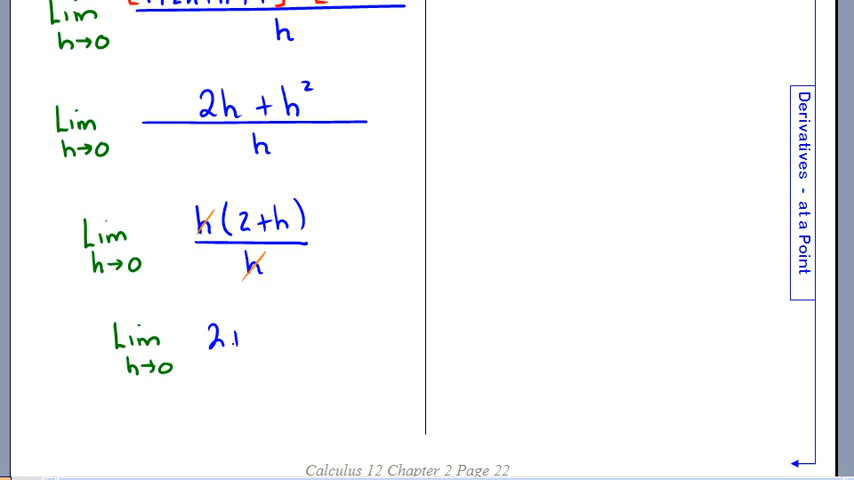 Lim
h→0
h
Lim 2h + h²
h→0 h
Lim h(2+h)
h→0 h
Lim 2
h→0
Derivatives - at a Point
Calculus 12 Chapter 2 Page 22